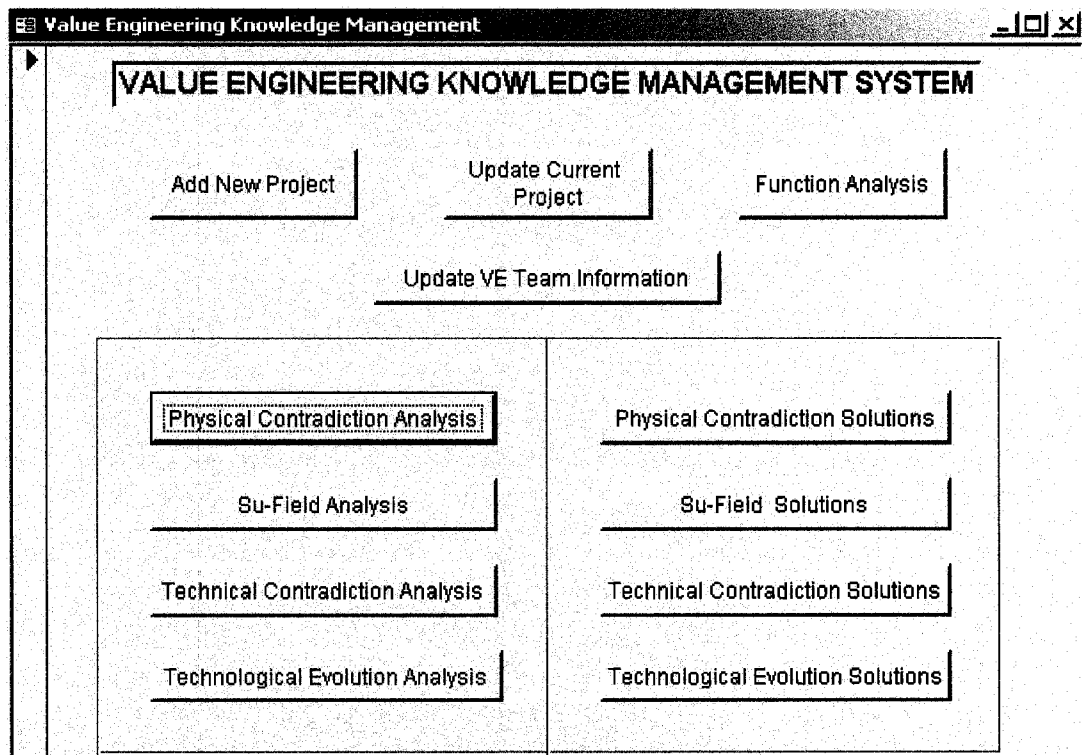 Value Engineering Knowledge Management
VALUE ENGINEERING KNOWLEDGE MANAGEMENT SYSTEM
Add New Project
Update Current
Project
Function Analysis
Update VE Team Information
Physical Contradiction Analysis
Physical Contradiction Solutions
Su-Field Analysis
Su-Field Solutions
Technical Contradiction Analysis
Technical Contradiction Solutions
Technological Evolution Analysis
Technological Evolution Solutions